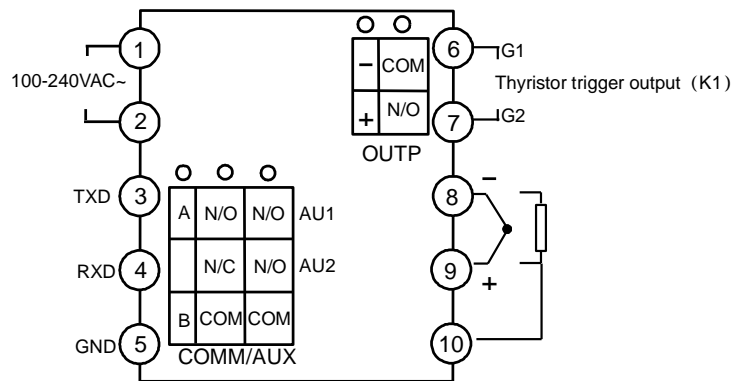 1
6
G1
COM
100-240VAC~
Thyristor trigger output（K1）
N/O
G2
2
7
OUTP
TXD
3
A
N/O
N/O
AU1
8
−
RXD
4
N/C
N/O
AU2
9
+
GND
5
B
COM
COM
10
COMM/AUX
−
+